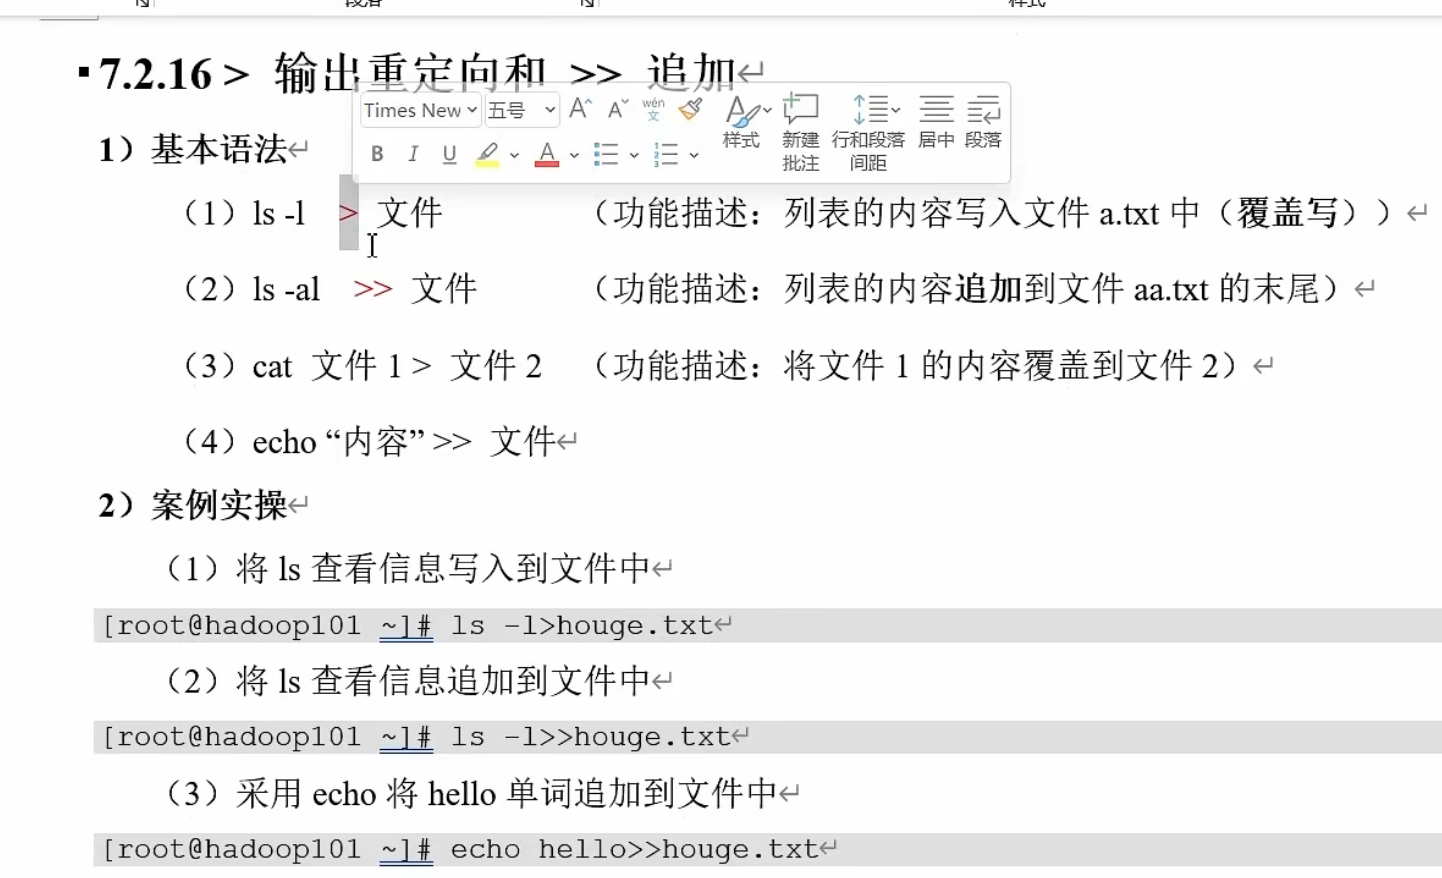 段落
样式
7.2.16 > 输出重定向和 >> 追加↵
Times New 五号 A A wén 文
样式 新建批注 行和段落间距 居中 段落
B I U A
1）基本语法↵
（1）ls -l > 文件 （功能描述：列表的内容写入文件 a.txt 中（覆盖写））↵
（2）ls -al >> 文件 （功能描述：列表的内容追加到文件 aa.txt 的末尾）↵
（3）cat 文件 1 > 文件 2 （功能描述：将文件 1 的内容覆盖到文件 2）↵
（4）echo “内容” >> 文件↵
2）案例实操↵
（1）将 ls 查看信息写入到文件中↵
[root@hadoop101 ~]# ls -l>houge.txt↵
（2）将 ls 查看信息追加到文件中↵
[root@hadoop101 ~]# ls -l>>houge.txt↵
（3）采用 echo 将 hello 单词追加到文件中↵
[root@hadoop101 ~]# echo hello>>houge.txt↵